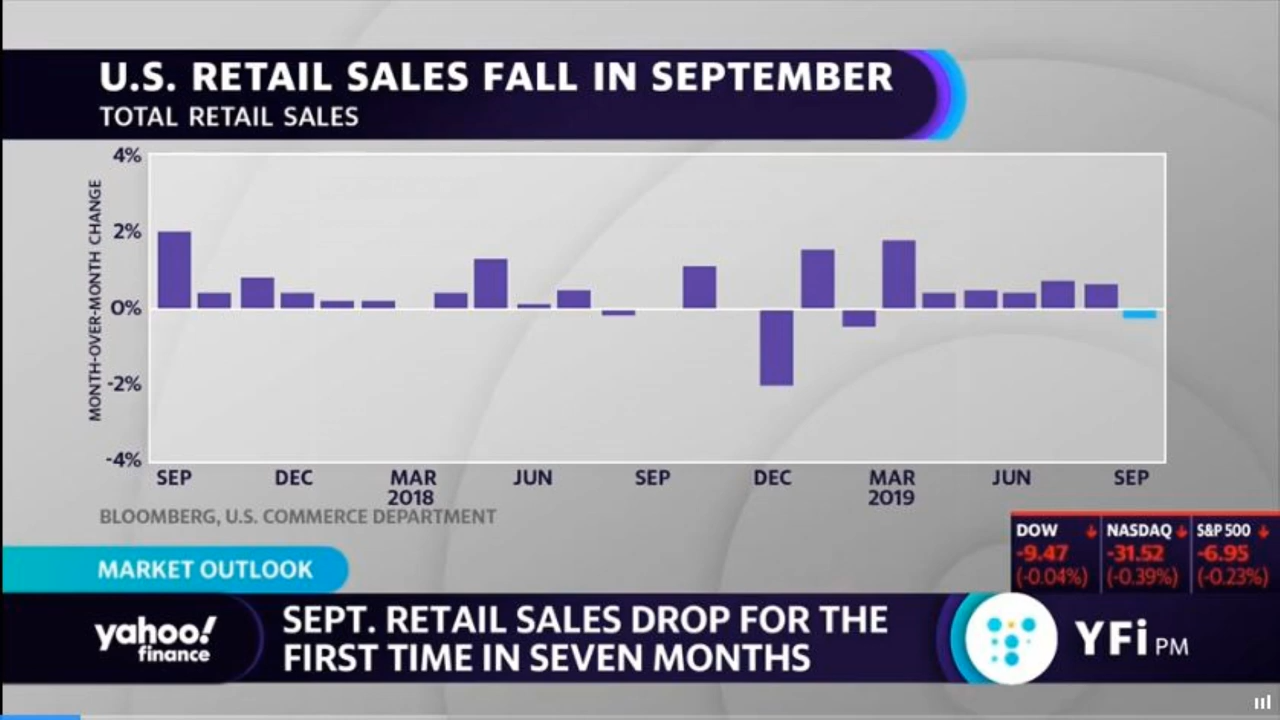 U.S. RETAIL SALES FALL IN SEPTEMBER
TOTAL RETAIL SALES
MONTH-OVER-MONTH CHANGE
4%
2%
0%
-2%
-4%
SEP DEC MAR JUN SEP DEC MAR JUN SEP
2018 2019
BLOOMBERG, U.S. COMMERCE DEPARTMENT
DOW NASDAQ S&P 500
-9.47 -31.52 -6.95
(-0.04%) (-0.39%) (-0.23%)
MARKET OUTLOOK
yahoo!
finance
SEPT. RETAIL SALES DROP FOR THE
FIRST TIME IN SEVEN MONTHS
YFi PM